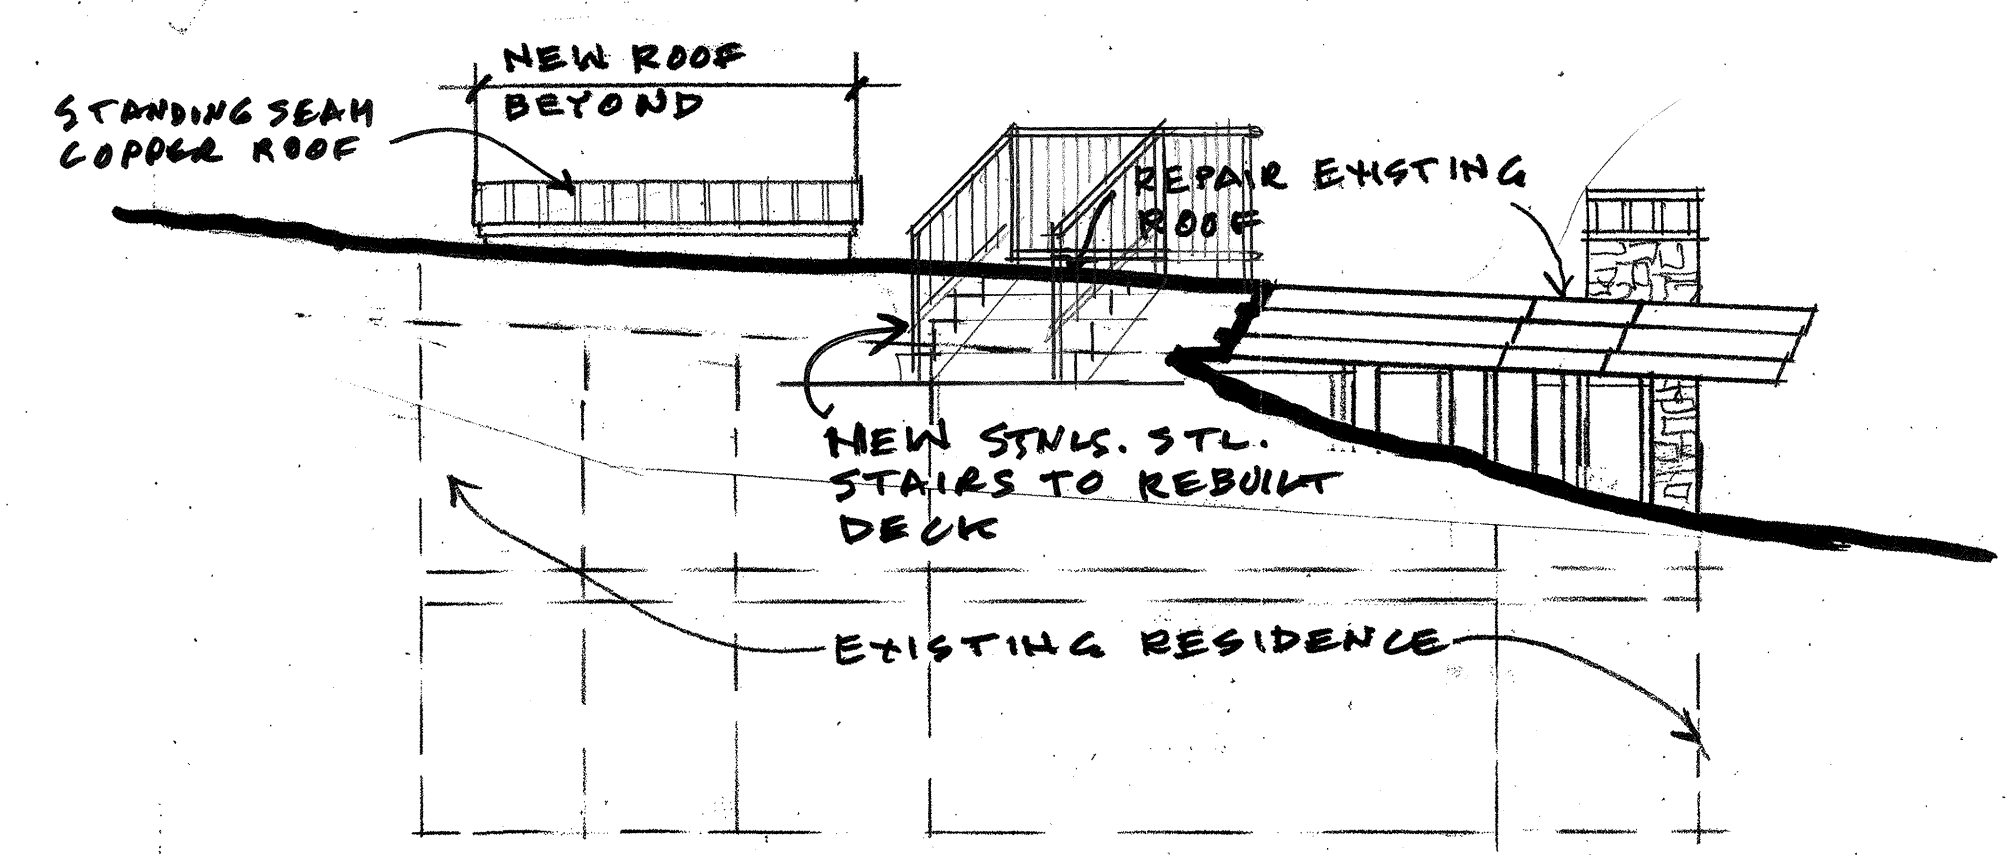 NEW ROOF
BEYOND
STANDING SEAM
COPPER ROOF
REPAIR EXISTING
ROOF
NEW STNLS. STL.
STAIRS TO REBUILT
DECK
EXISTING RESIDENCE